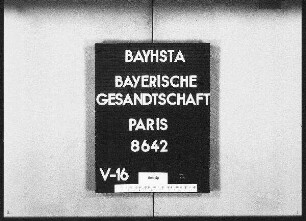 BAYHSTA
BAYERISCHE
GESANDTSCHAFT
PARIS
8642
V-16